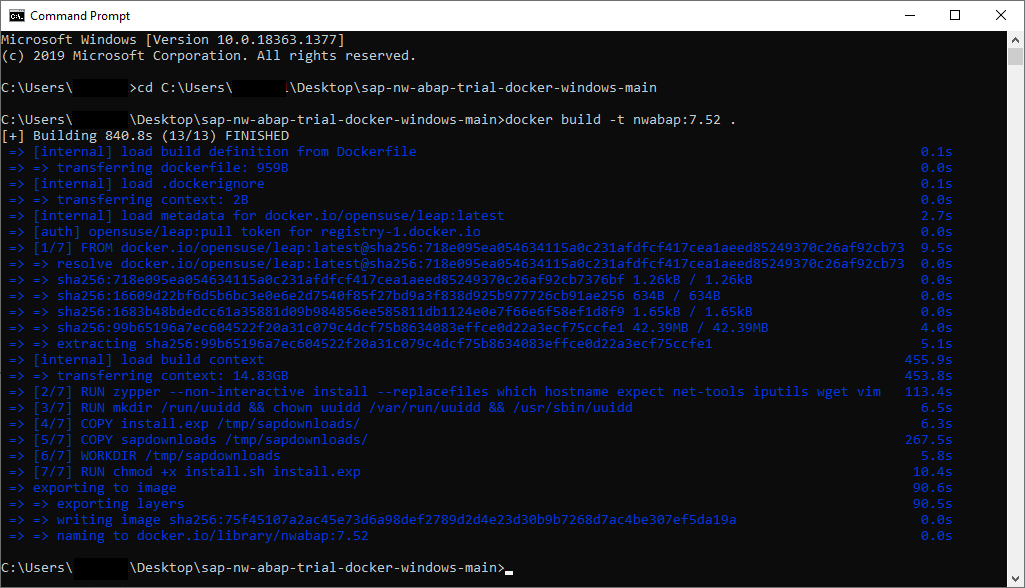 Command Prompt
Microsoft Windows [Version 10.0.18363.1377]
(c) 2019 Microsoft Corporation. All rights reserved.
C:\Users\ >cd C:\Users\ \Desktop\sap-nw-abap-trial-docker-windows-main
C:\Users\ \Desktop\sap-nw-abap-trial-docker-windows-main>docker build -t nwabap:7.52 .
[+] Building 840.8s (13/13) FINISHED
=> [internal] load build definition from Dockerfile 0.1s
=> => transferring dockerfile: 959B 0.0s
=> [internal] load .dockerignore 0.1s
=> => transferring context: 2B 0.0s
=> [internal] load metadata for docker.io/opensuse/leap:latest 2.7s
=> [auth] opensuse/leap:pull token for registry-1.docker.io 0.0s
=> [1/7] FROM docker.io/opensuse/leap:latest@sha256:718e095ea054634115a0c231afdfcf417cea1aeed85249370c26af92cb73 9.5s
=> => resolve docker.io/opensuse/leap:latest@sha256:718e095ea054634115a0c231afdfcf417cea1aeed85249370c26af92cb73 0.0s
=> => sha256:718e095ea054634115a0c231afdfcf417cea1aeed85249370c26af92cb7376bf 1.26kB / 1.26kB 0.0s
=> => sha256:16609d22bf6d5b6bc3e0e6e2d7540f85f27bd9a3f838d925b977726cb91ae256 634B / 634B 0.0s
=> => sha256:1683b48bdedcc61a35881d09b984856ee585811db1124e0e7f66e6f58ef1d8f9 1.65kB / 1.65kB 0.0s
=> => sha256:99b65196a7ec604522f20a31c079c4dcf75b8634083effce0d22a3ecf75ccfe1 42.39MB / 42.39MB 4.0s
=> => extracting sha256:99b65196a7ec604522f20a31c079c4dcf75b8634083effce0d22a3ecf75ccfe1 5.1s
=> [internal] load build context 455.9s
=> => transferring context: 14.83GB 453.8s
=> [2/7] RUN zypper --non-interactive install --replacefiles which hostname expect net-tools iputils wget vim 113.4s
=> [3/7] RUN mkdir /run/uuidd && chown uuidd /var/run/uuidd && /usr/sbin/uuidd 6.5s
=> [4/7] COPY install.exp /tmp/sapdownloads/ 6.3s
=> [5/7] COPY sapdownloads /tmp/sapdownloads/ 267.5s
=> [6/7] WORKDIR /tmp/sapdownloads 5.8s
=> [7/7] RUN chmod +x install.sh install.exp 10.4s
=> exporting to image 90.6s
=> => exporting layers 90.5s
=> => writing image sha256:75f45107a2ac45e73d6a98def2789d2d4e23d30b9b7268d7ac4be307ef5da19a 0.0s
=> => naming to docker.io/library/nwabap:7.52 0.0s
C:\Users\ \Desktop\sap-nw-abap-trial-docker-windows-main>